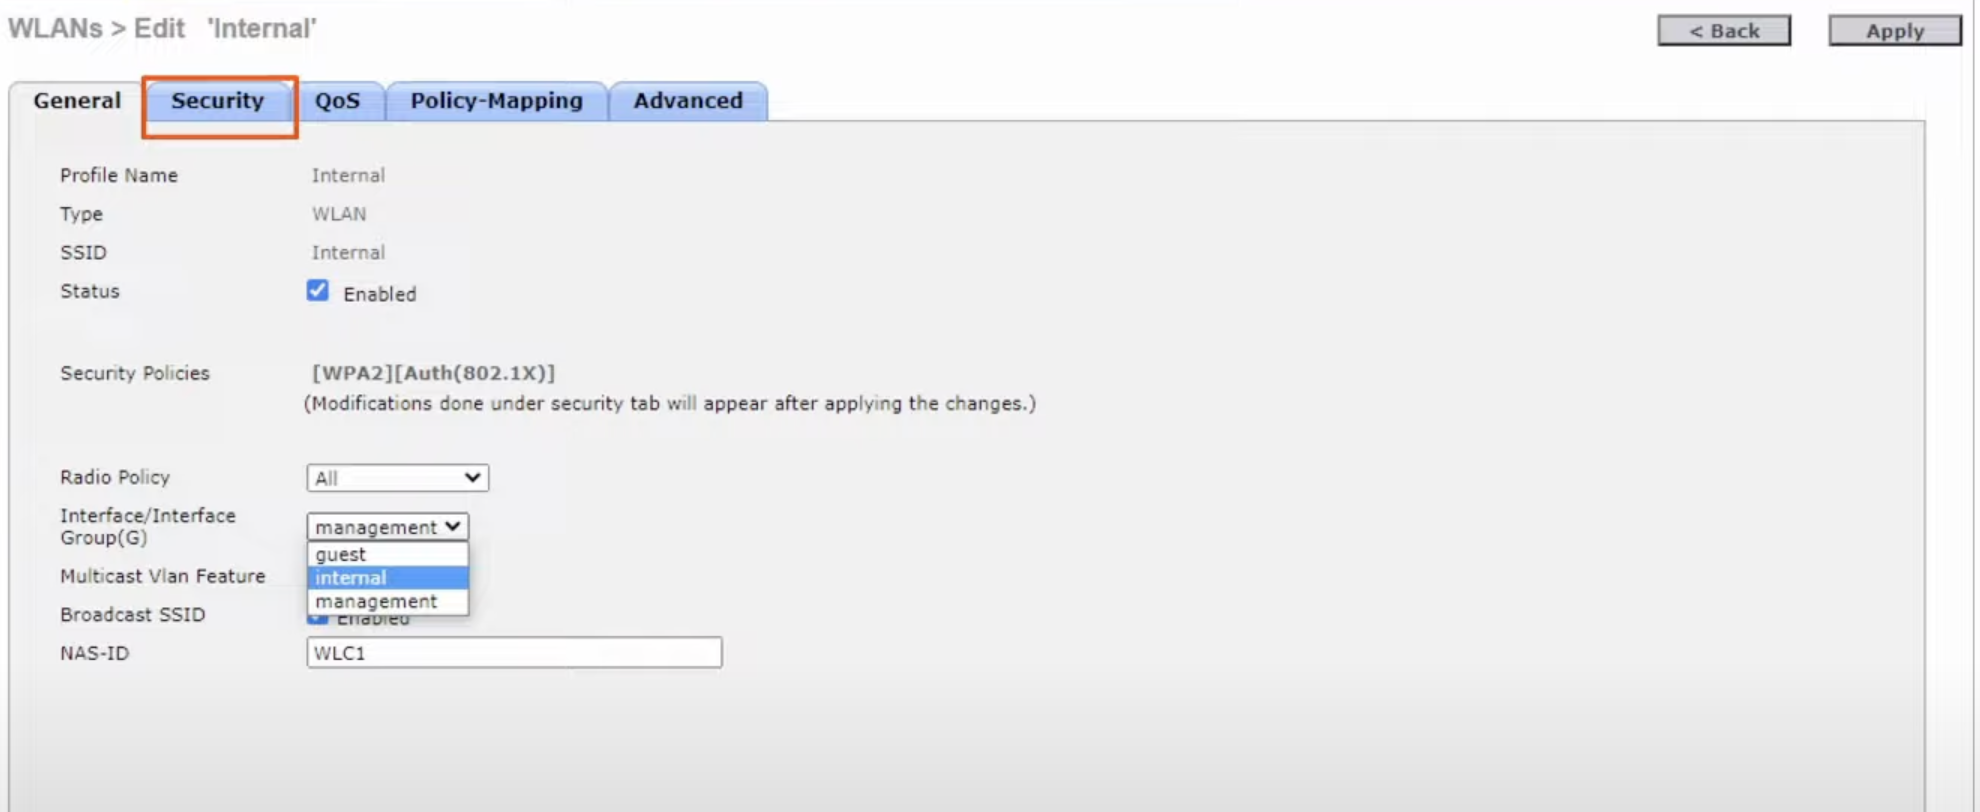 WLANs > Edit 'Internal'
< Back
Apply
General
Security
QoS
Policy-Mapping
Advanced
Profile Name
Internal
Type
WLAN
SSID
Internal
Status
Enabled
Security Policies
[WPA2][Auth(802.1X)]
(Modifications done under security tab will appear after applying the changes.)
Radio Policy
All
Interface/Interface
Group(G)
management
guest
internal
management
Multicast Vlan Feature
Broadcast SSID
Enabled
NAS-ID
WLC1